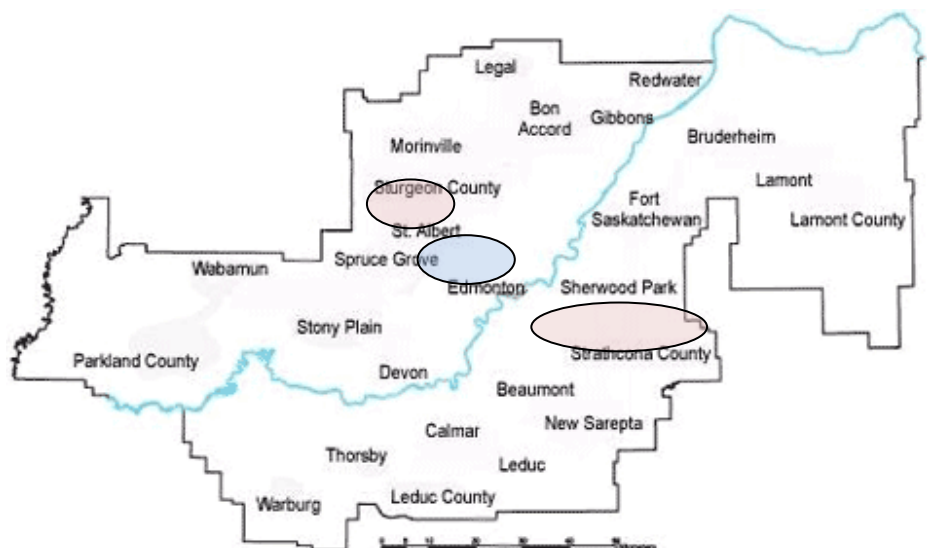 Legal
Redwater
Bon
Accord
Gibbons
Bruderheim
Morinville
Lamont
Sturgeon County
Fort
Saskatchewan
Lamont County
St. Albert
Spruce Grove
Wabamun
Edmonton
Sherwood Park
Stony Plain
Parkland County
Strathcona County
Devon
Beaumont
New Sarepta
Calmar
Thorsby
Leduc
Leduc County
Warburg